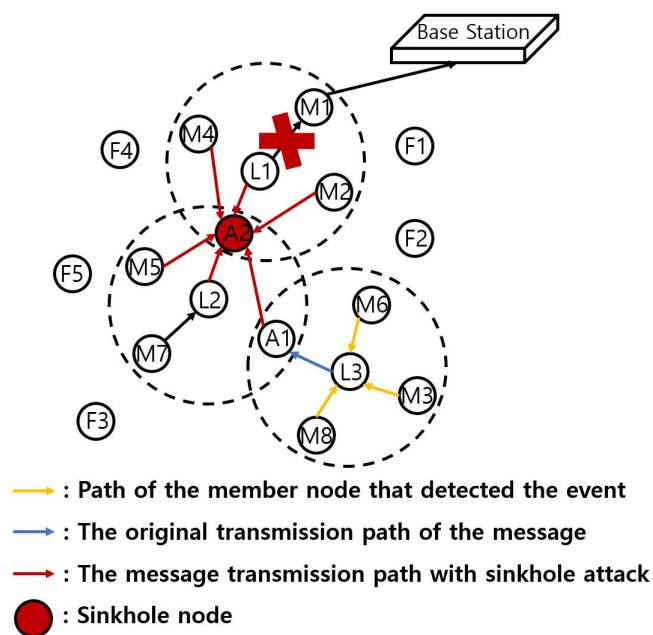 Base Station
M1
M4
F4
F1
L1
M2
A2
F2
M5
F5
L2
M6
A1
M7
L3
M3
F3
M8
: Path of the member node that detected the event
: The original transmission path of the message
: The message transmission path with sinkhole attack
: Sinkhole node